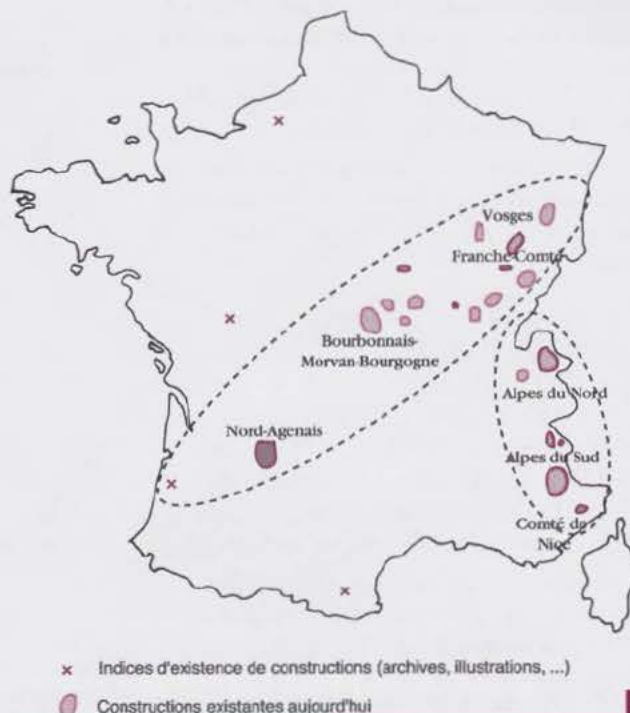 Vosges
Franche-Comté
Bourbonnais-
Morvan-Bourgogne
Alpes du Nord
Nord-Agenais
Alpes du Sud
Comté de
Nice
× Indices d'existence de constructions (archives, illustrations, ...)
Constructions existantes aujourd'hui